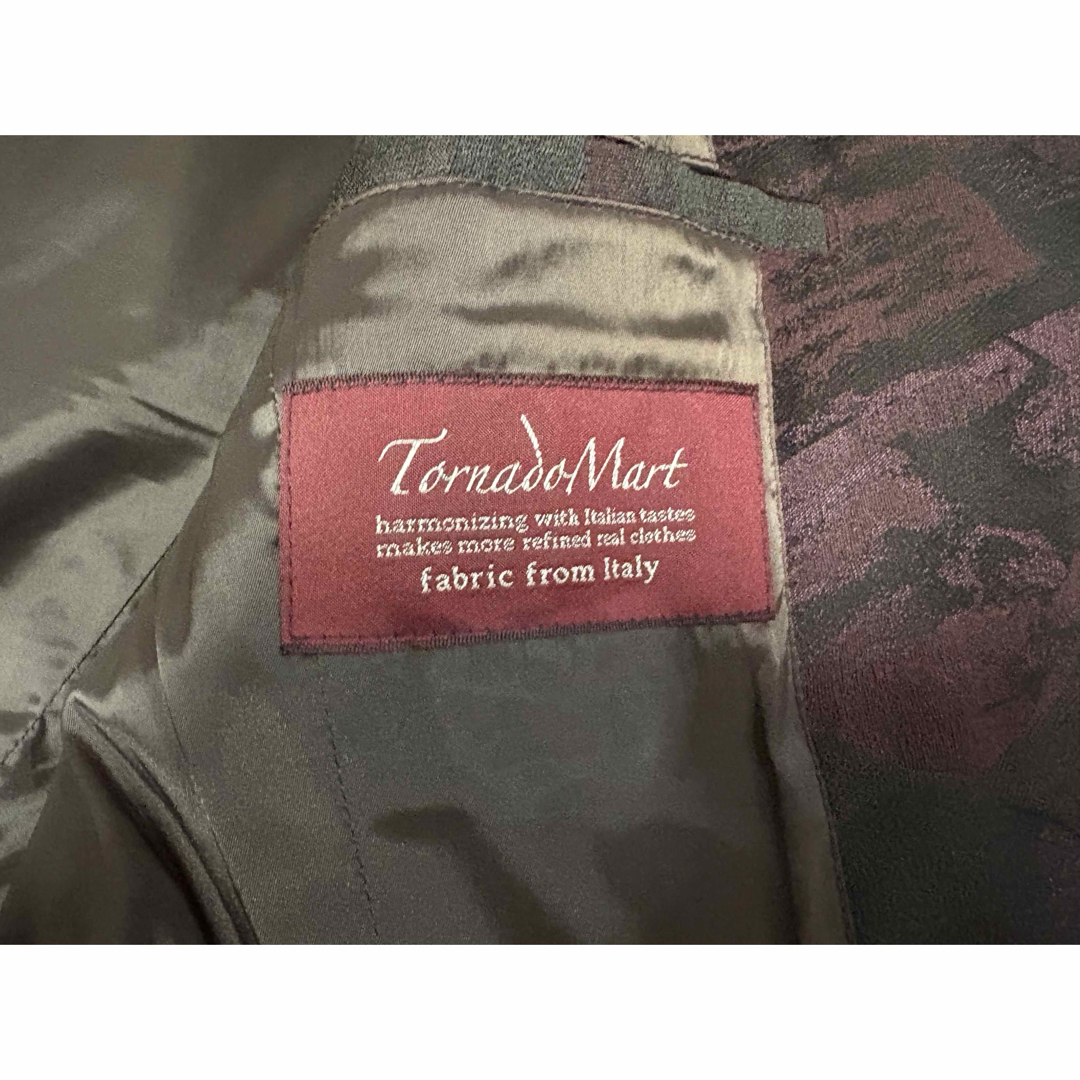 TornadoMart
harmonizing with Italian tastes
makes more refined real clothes
fabric from Italy